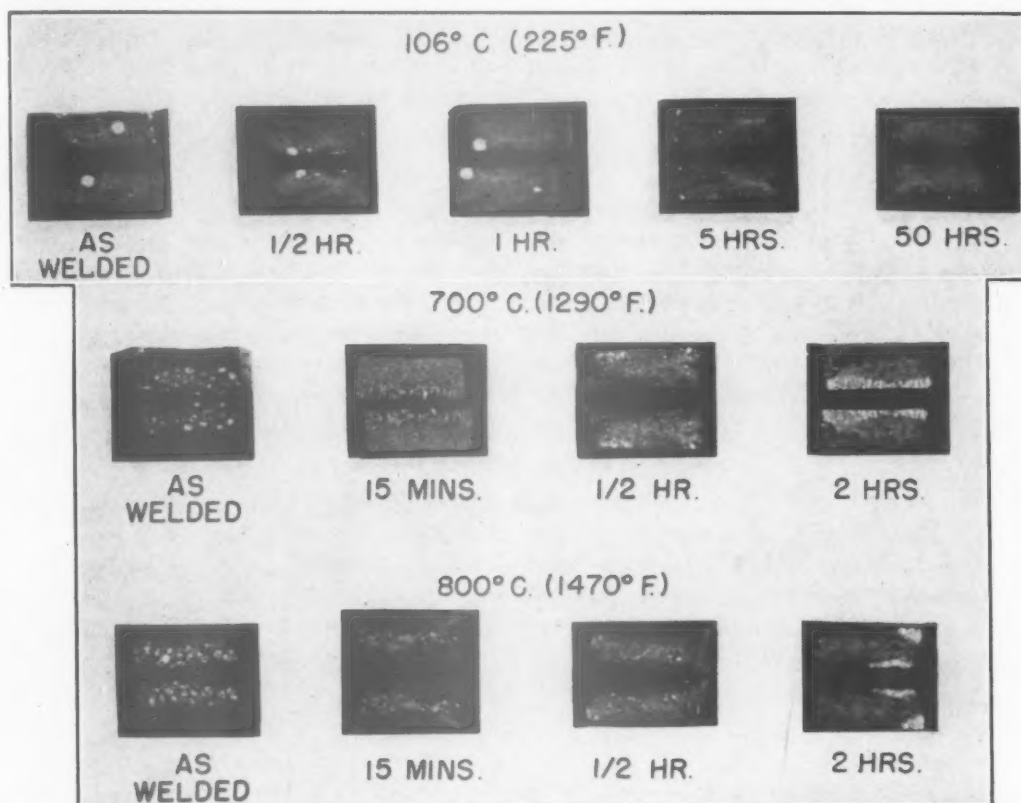 106° C (225° F.)
AS WELDED
1/2 HR.
1 HR.
5 HRS.
50 HRS.
700° C. (1290° F.)
AS WELDED
15 MINS.
1/2 HR.
2 HRS.
800° C. (1470° F.)
AS WELDED
15 MINS.
1/2 HR.
2 HRS.